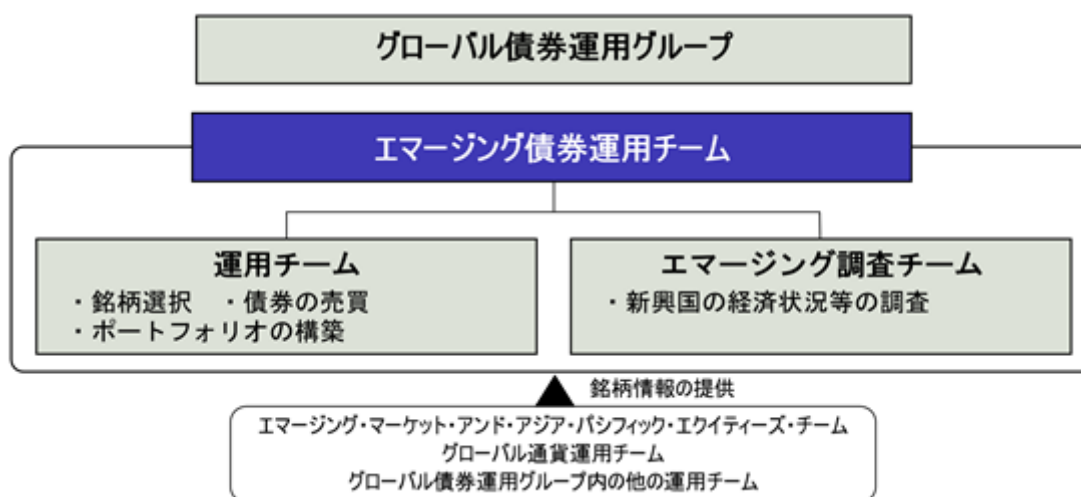 グローバル債券運用グループ
エマージング債券運用チーム
運用チーム
・銘柄選択　・債券の売買
・ポートフォリオの構築
エマージング調査チーム
・新興国の経済状況等の調査
銘柄情報の提供
エマージング・マーケット・アンド・アジア・パシフィック・エクイティーズ・チーム
グローバル通貨運用チーム
グローバル債券運用グループ内の他の運用チーム